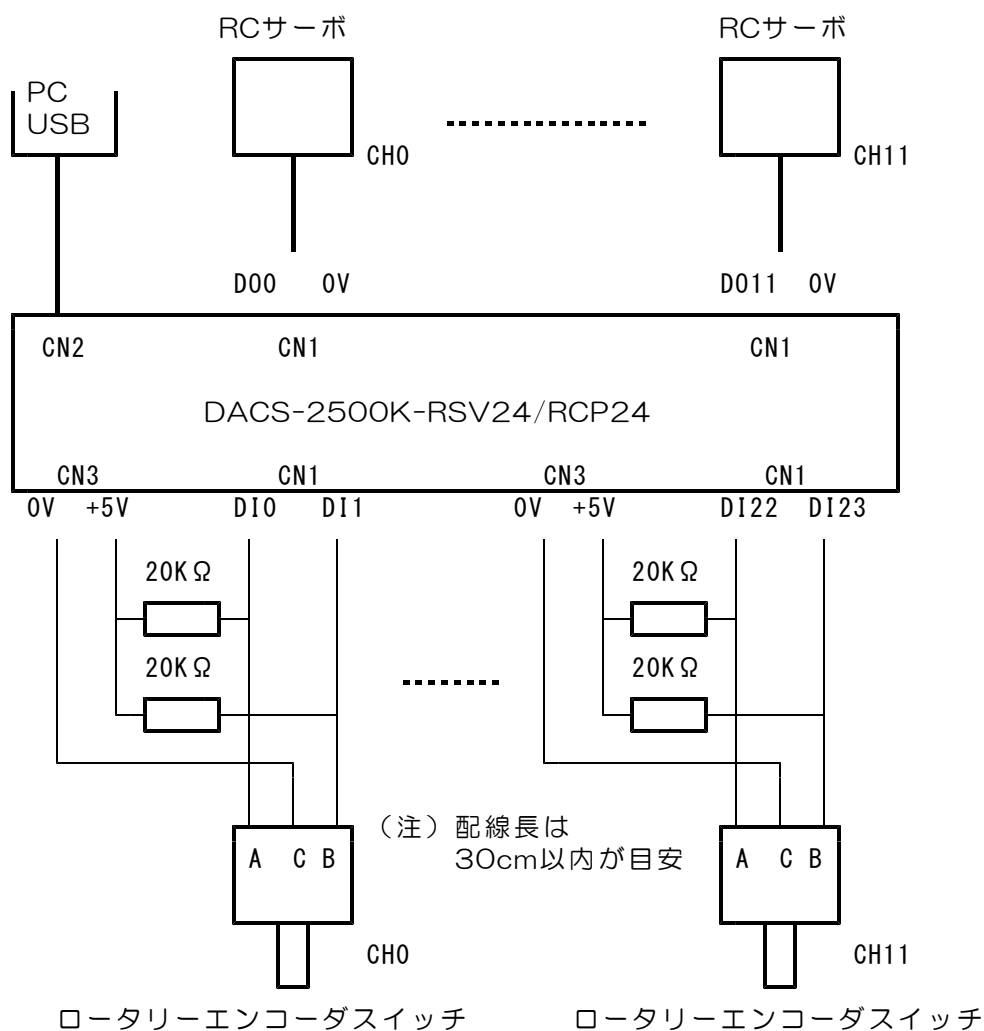 RCサーボ RCサーボ
PC
USB
CH0 CH11
DO0 0V DO11 0V
CN2 CN1 CN1
DACS-2500K-RSV24/RCP24
CN3 CN1 CN3 CN1
0V +5V DI0 DI1 0V +5V DI22 DI23
20KΩ 20KΩ
20KΩ 20KΩ
（注）配線長は
30cm以内が目安
A C B A C B
CH0 CH11
ロータリーエンコーダスイッチ ロータリーエンコーダスイッチ